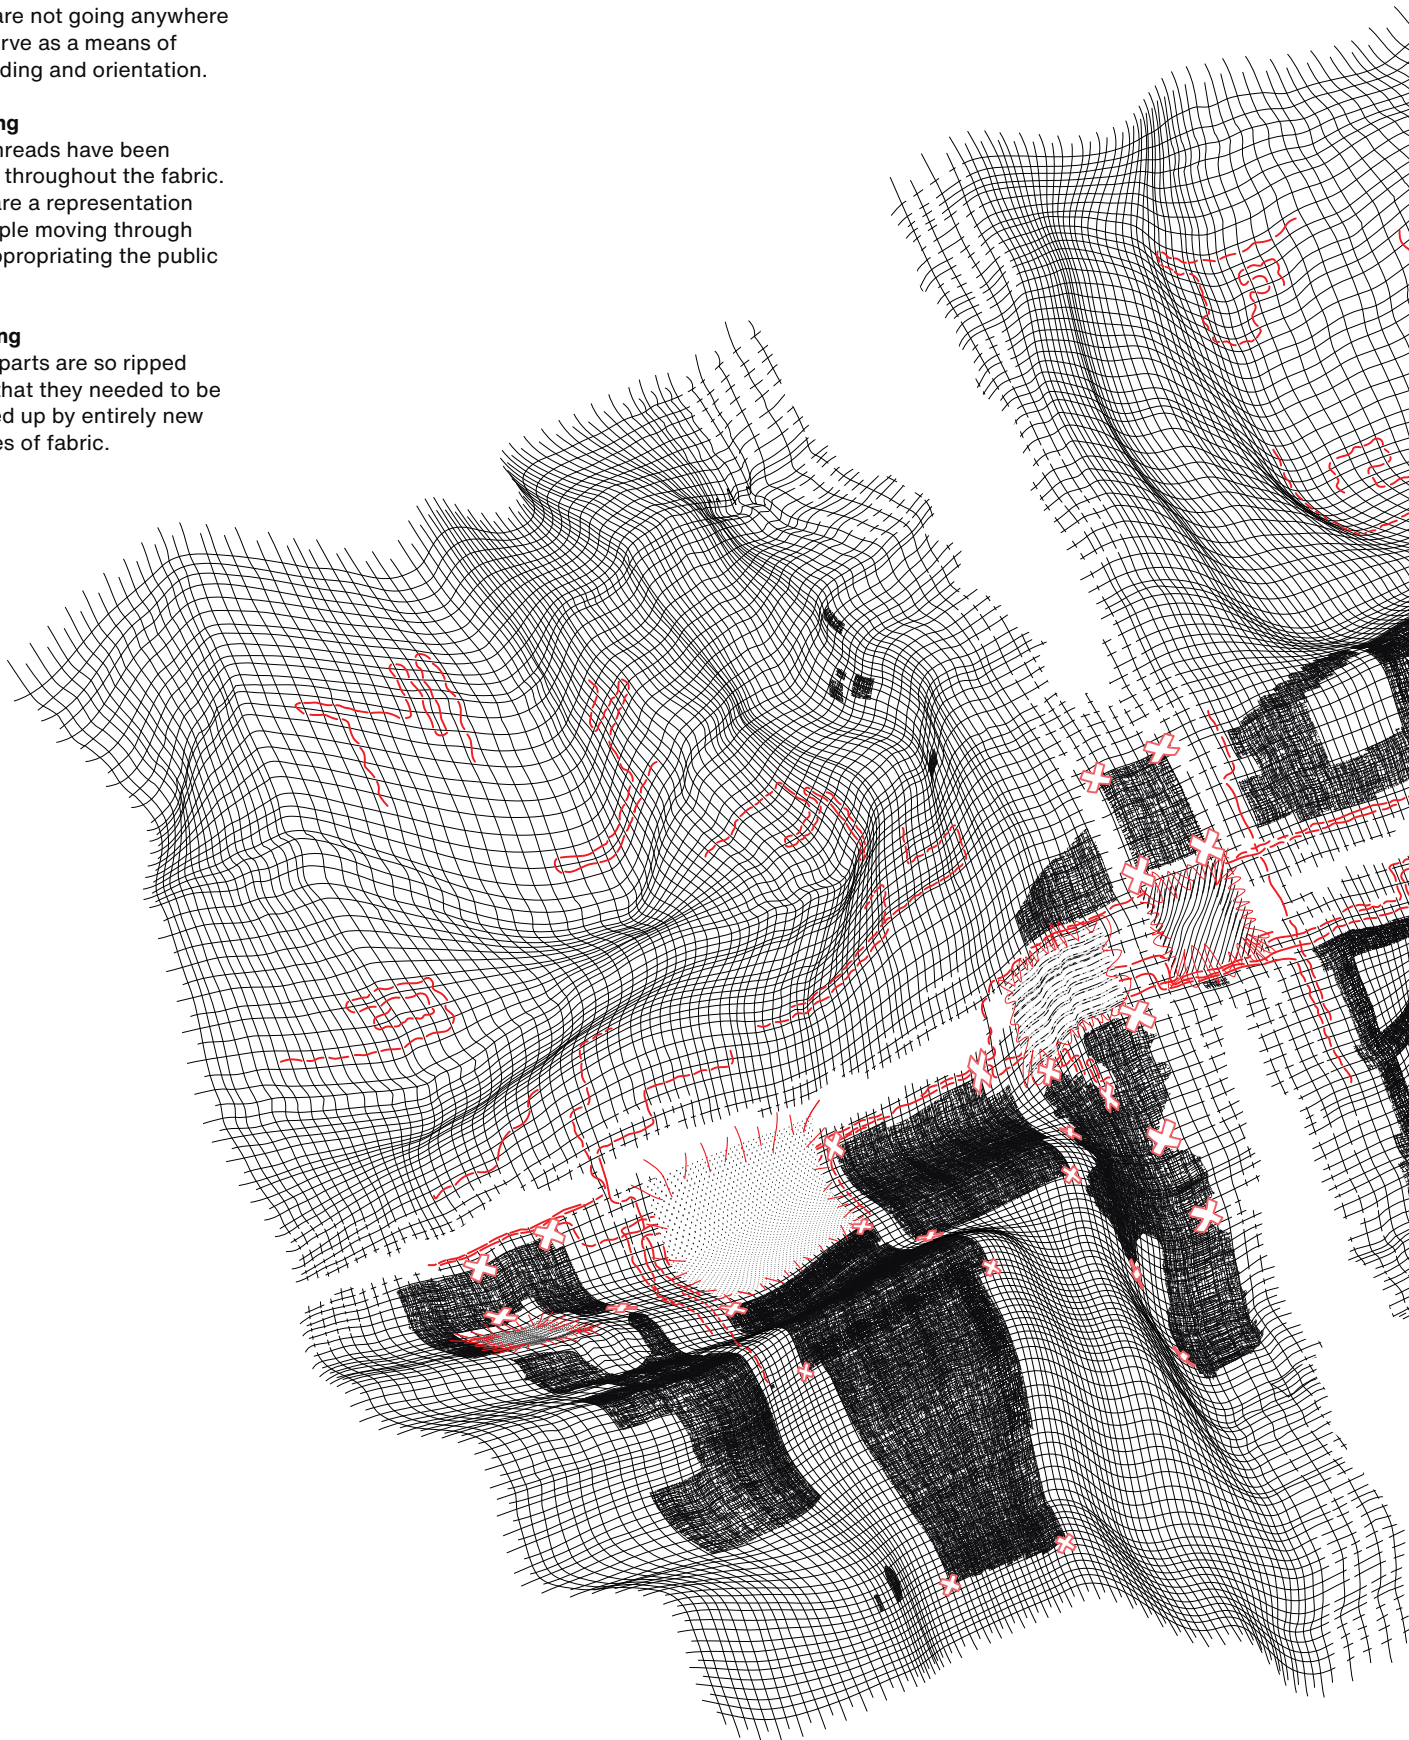 are not going anywhere
rve as a means of
ding and orientation.
ng
hreads have been
throughout the fabric.
are a representation
ple moving through
ppropriating the public
ng
parts are so ripped
that they needed to be
ed up by entirely new
es of fabric.